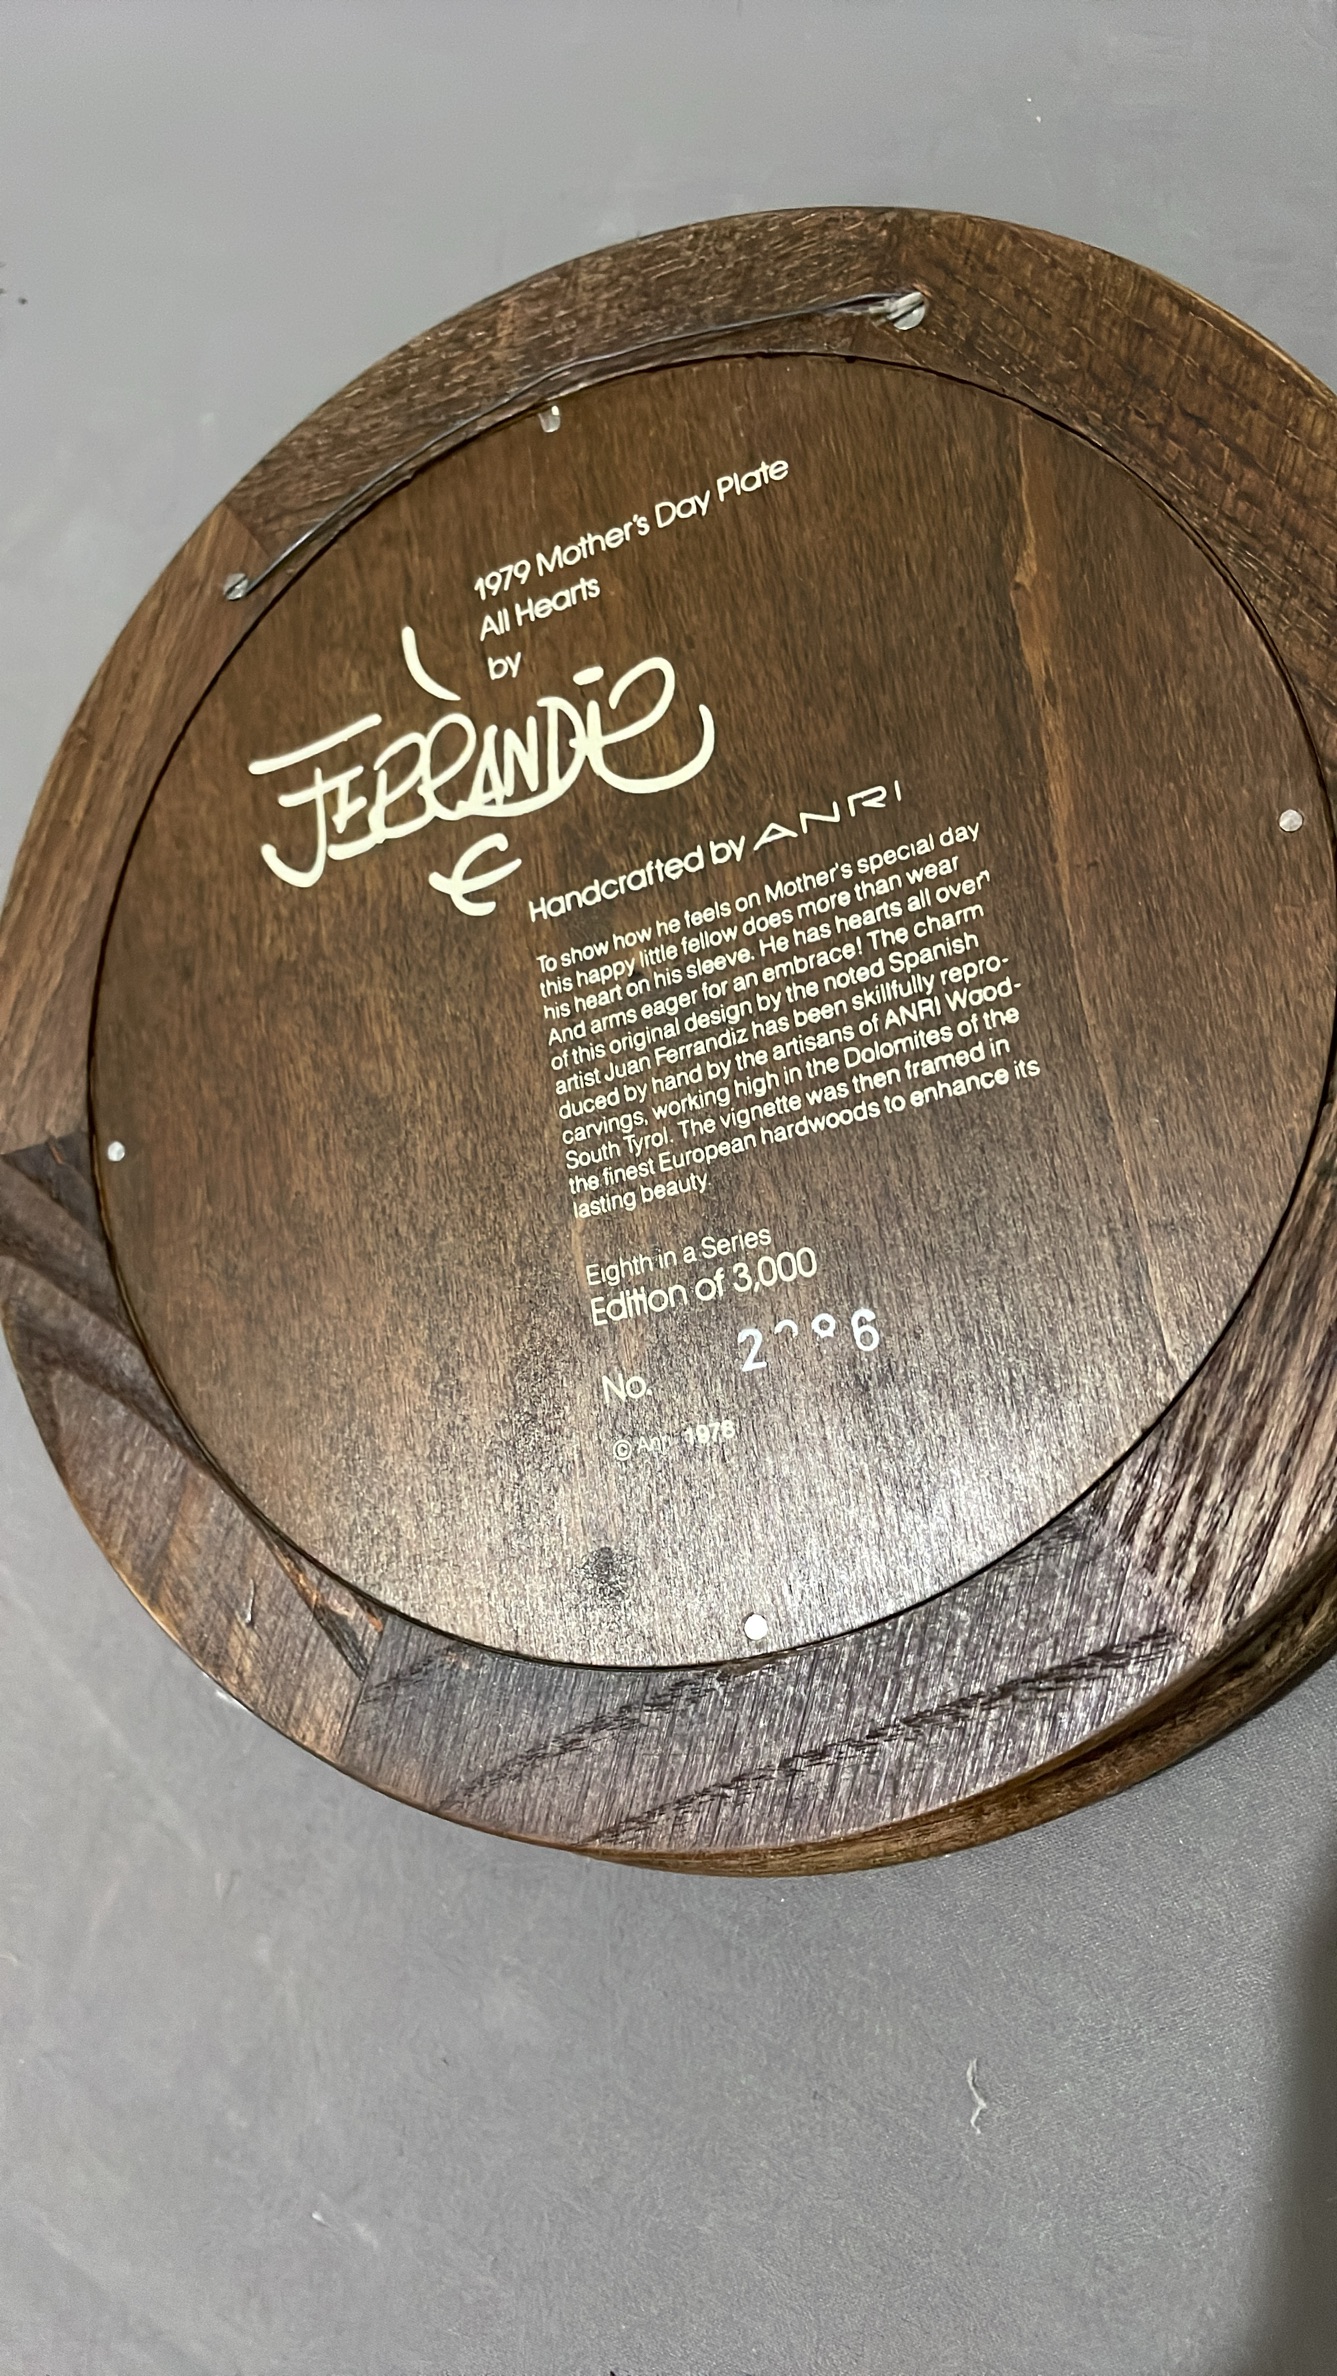 1979 Mother's Day Plate
All Hearts
by
FERRANDIZ
Handcrafted by ANRI
To show how he feels on Mother's special day
this happy little fellow does more than wear
his heart on his sleeve. He has hearts all over
And arms eager for an embrace! The charm
of this original design by the noted Spanish
artist Juan Ferrandiz has been skillfully repro-
duced by hand by the artisans of ANRI Wood-
carvings, working high in the Dolomites of the
South Tyrol. The vignette was then framed in
the finest European hardwoods to enhance its
lasting beauty
Eighth in a Series
Edition of 3,000
No.
© Anri 1978